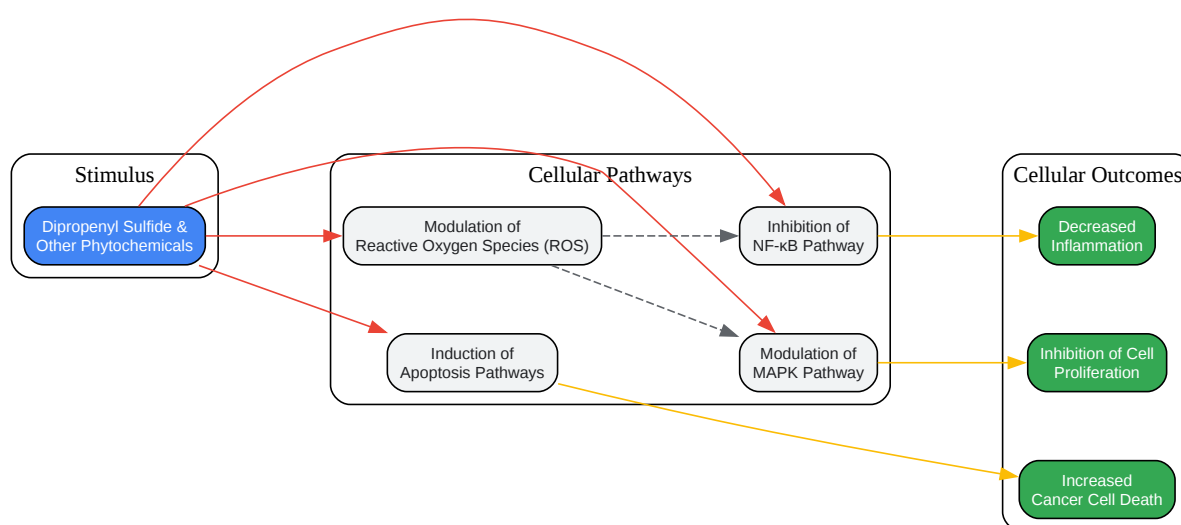 Stimulus
Dipropenyl Sulfide &
Other Phytochemicals
Cellular Pathways
Modulation of
Reactive Oxygen Species (ROS)
Inhibition of
NF-κB Pathway
Induction of
Apoptosis Pathways
Modulation of
MAPK Pathway
Cellular Outcomes
Decreased
Inflammation
Inhibition of Cell
Proliferation
Increased
Cancer Cell Death